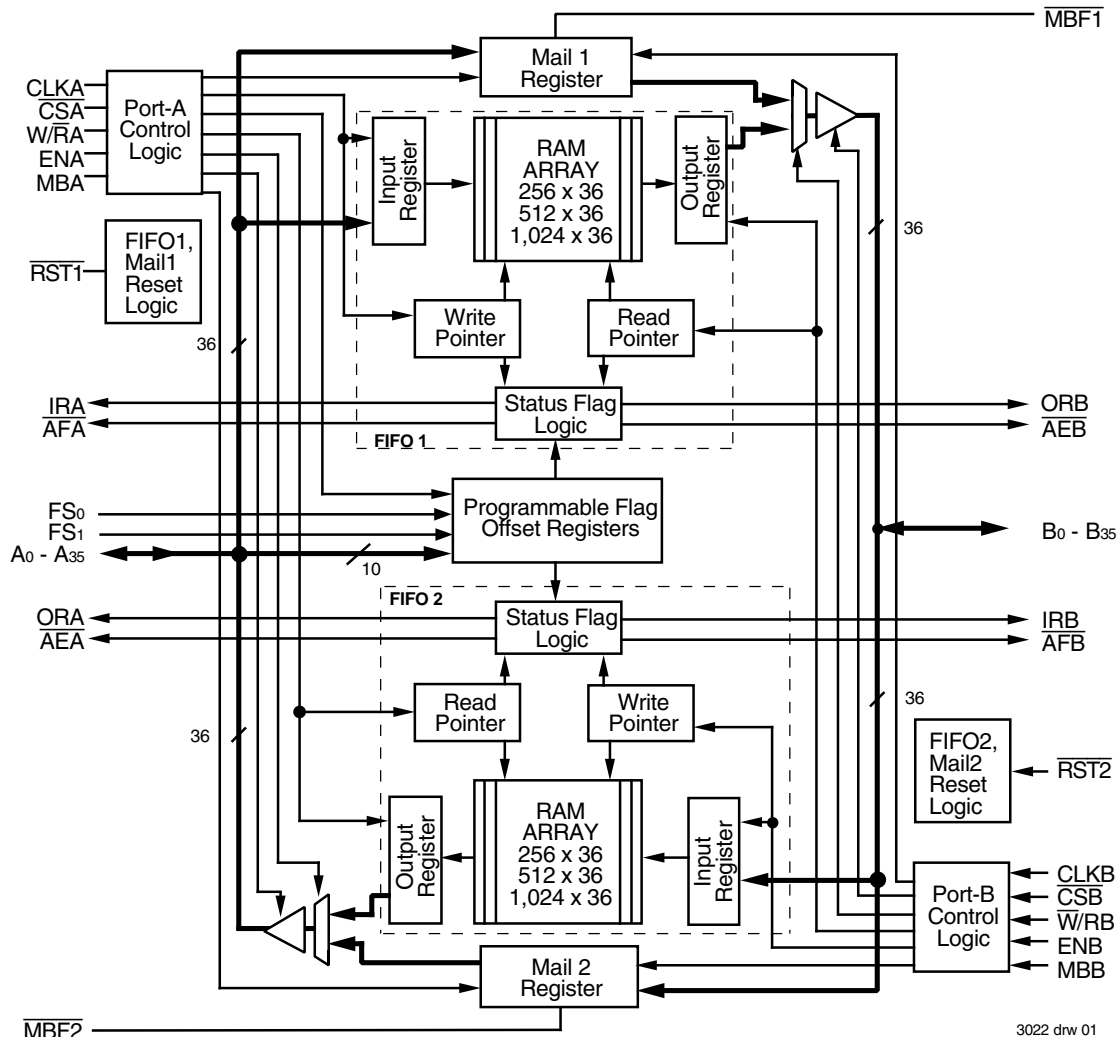 MBF1
Mail 1
Register
CLKA
CSA
W/RA
ENA
MBA
Port-A
Control
Logic
Input
Register
RAM
ARRAY
256 x 36
512 x 36
1,024 x 36
Output
Register
36
RST1
FIFO1,
Mail1
Reset
Logic
Write
Pointer
Read
Pointer
36
IRA
AFA
Status Flag
Logic
ORB
AEB
FIFO 1
FS0
FS1
A0 - A35
Programmable Flag
Offset Registers
10
B0 - B35
FIFO 2
ORA
AEA
Status Flag
Logic
IRB
AFB
Read
Pointer
Write
Pointer
36
36
FIFO2,
Mail2
Reset
Logic
RST2
Output
Register
RAM
ARRAY
256 x 36
512 x 36
1,024 x 36
Input
Register
Port-B
Control
Logic
CLKB
CSB
W/RB
ENB
MBB
Mail 2
Register
MBF2
3022 drw 01